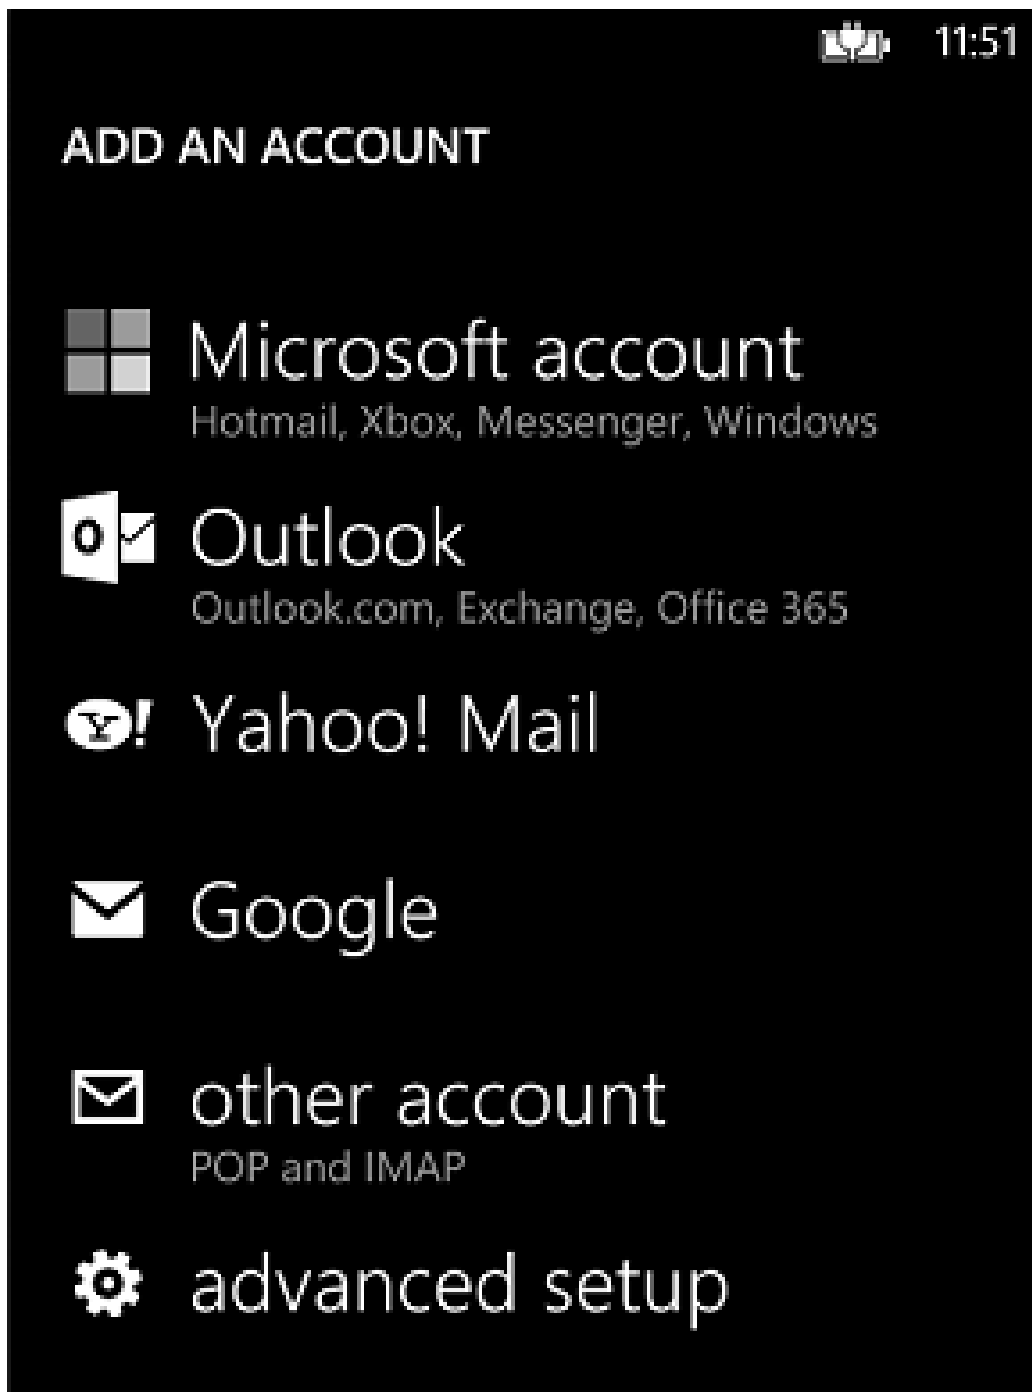 11:51
ADD AN ACCOUNT
Microsoft account
Hotmail, Xbox, Messenger, Windows
O
Outlook
Outlook.com, Exchange, Office 365
Y!
Yahoo! Mail
Google
other account
POP and IMAP
advanced setup